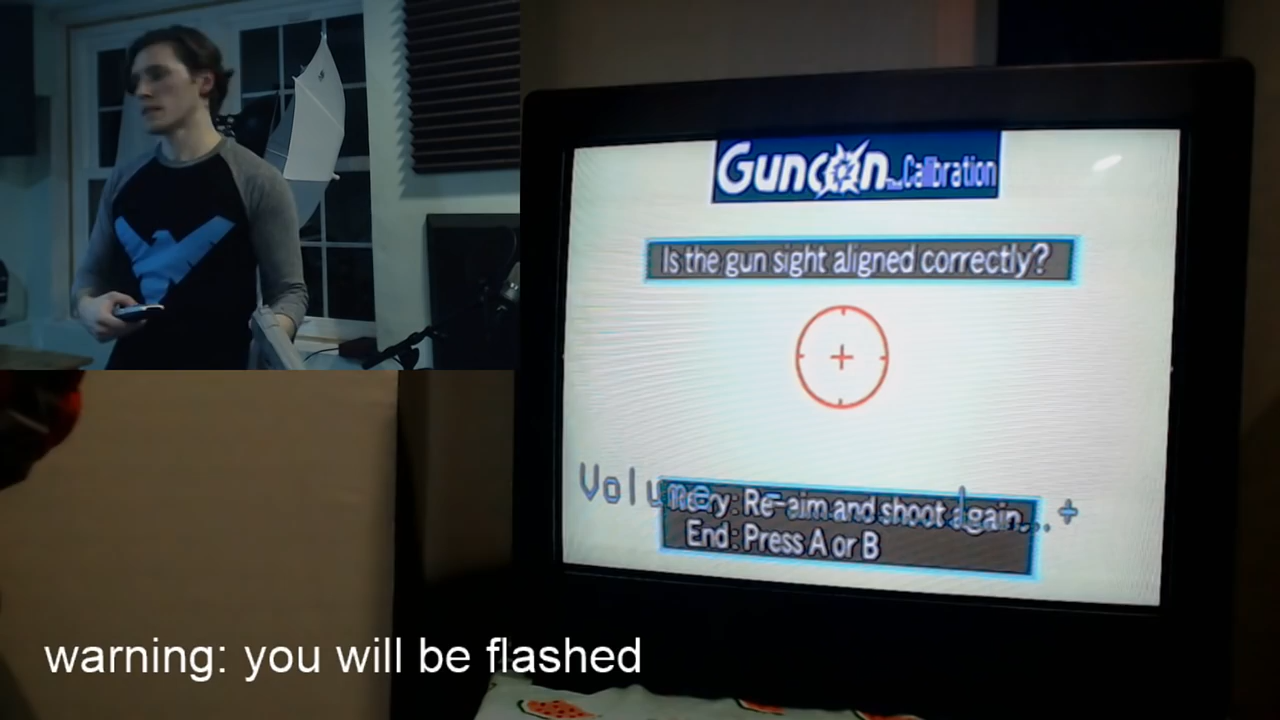 Guncon 2
Calibration
Is the gun sight aligned correctly?
Volume
Retry: Re-aim and shoot again.
End: Press A or B
warning: you will be flashed